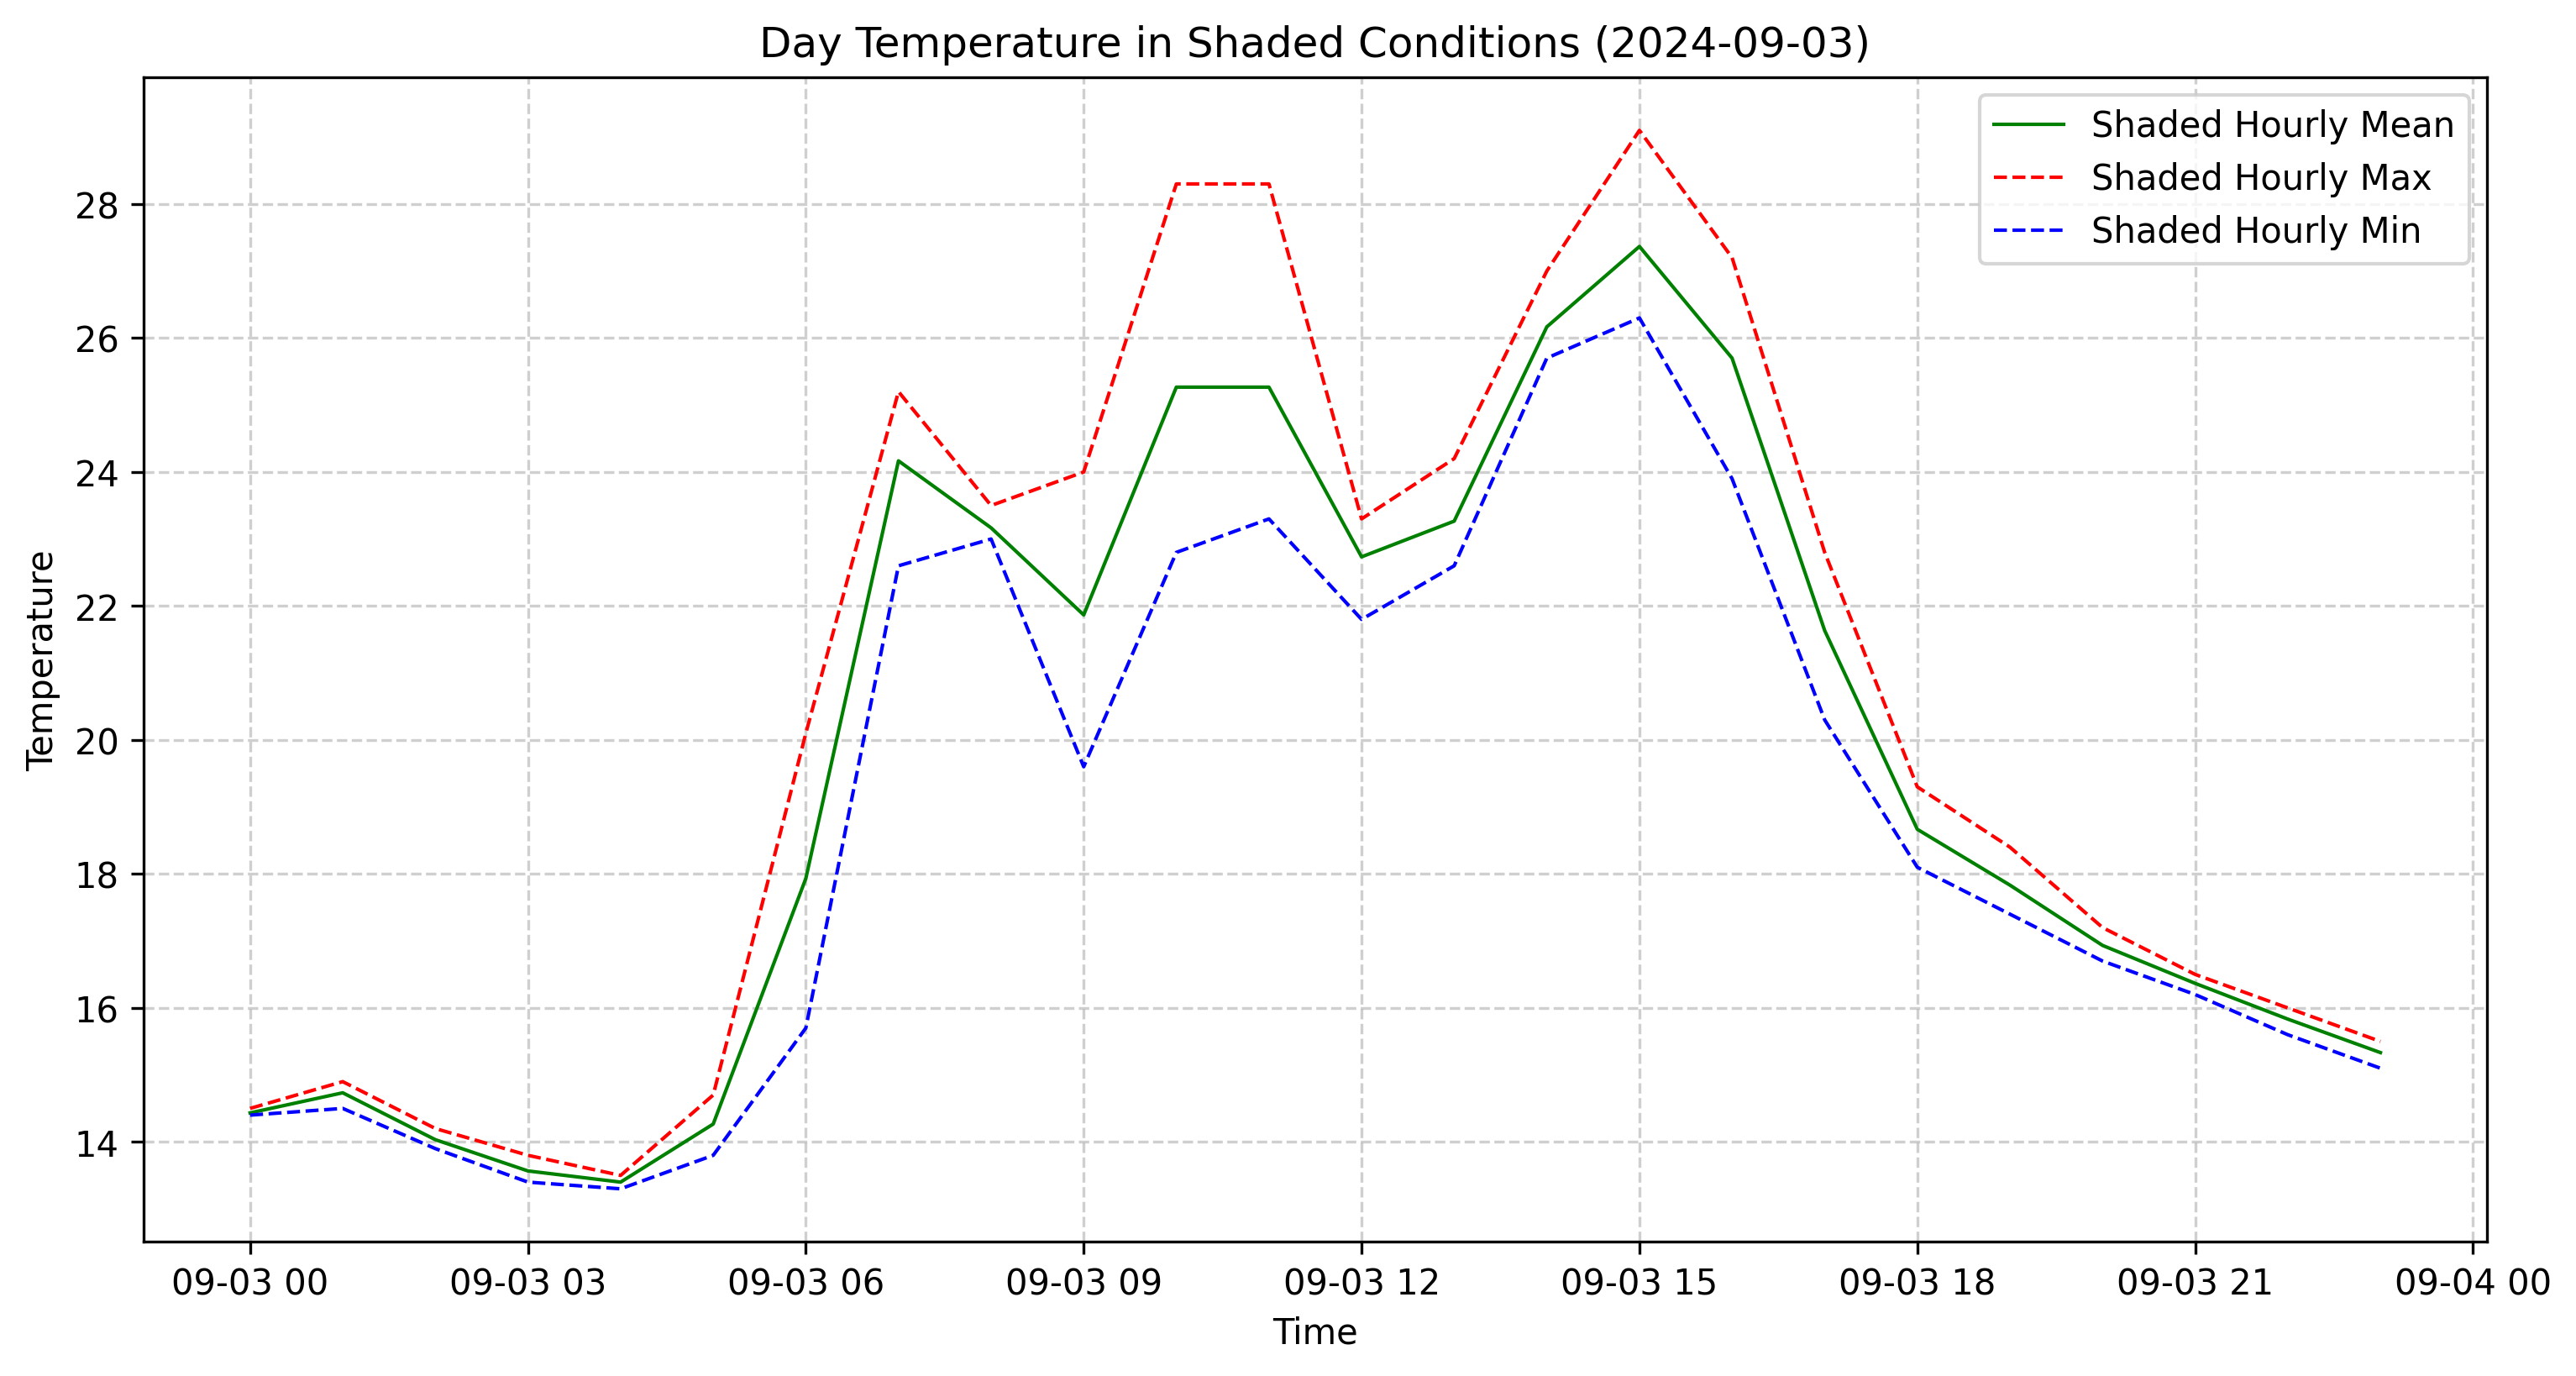 Day Temperature in Shaded Conditions (2024-09-03)
Shaded Hourly Mean
Shaded Hourly Max
Shaded Hourly Min
28
26
24
22
20
18
16
14
Temperature
09-03 00 09-03 03 09-03 06 09-03 09 09-03 12 09-03 15 09-03 18 09-03 21 09-04 00
Time